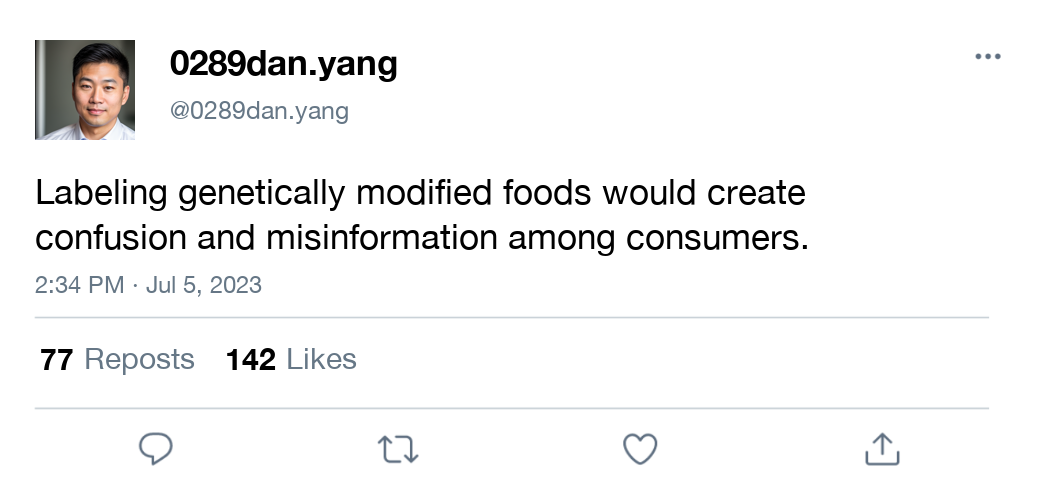 0289dan.yang
@0289dan.yang
Labeling genetically modified foods would create
confusion and misinformation among consumers.
2:34 PM · Jul 5, 2023
77 Reposts 142 Likes